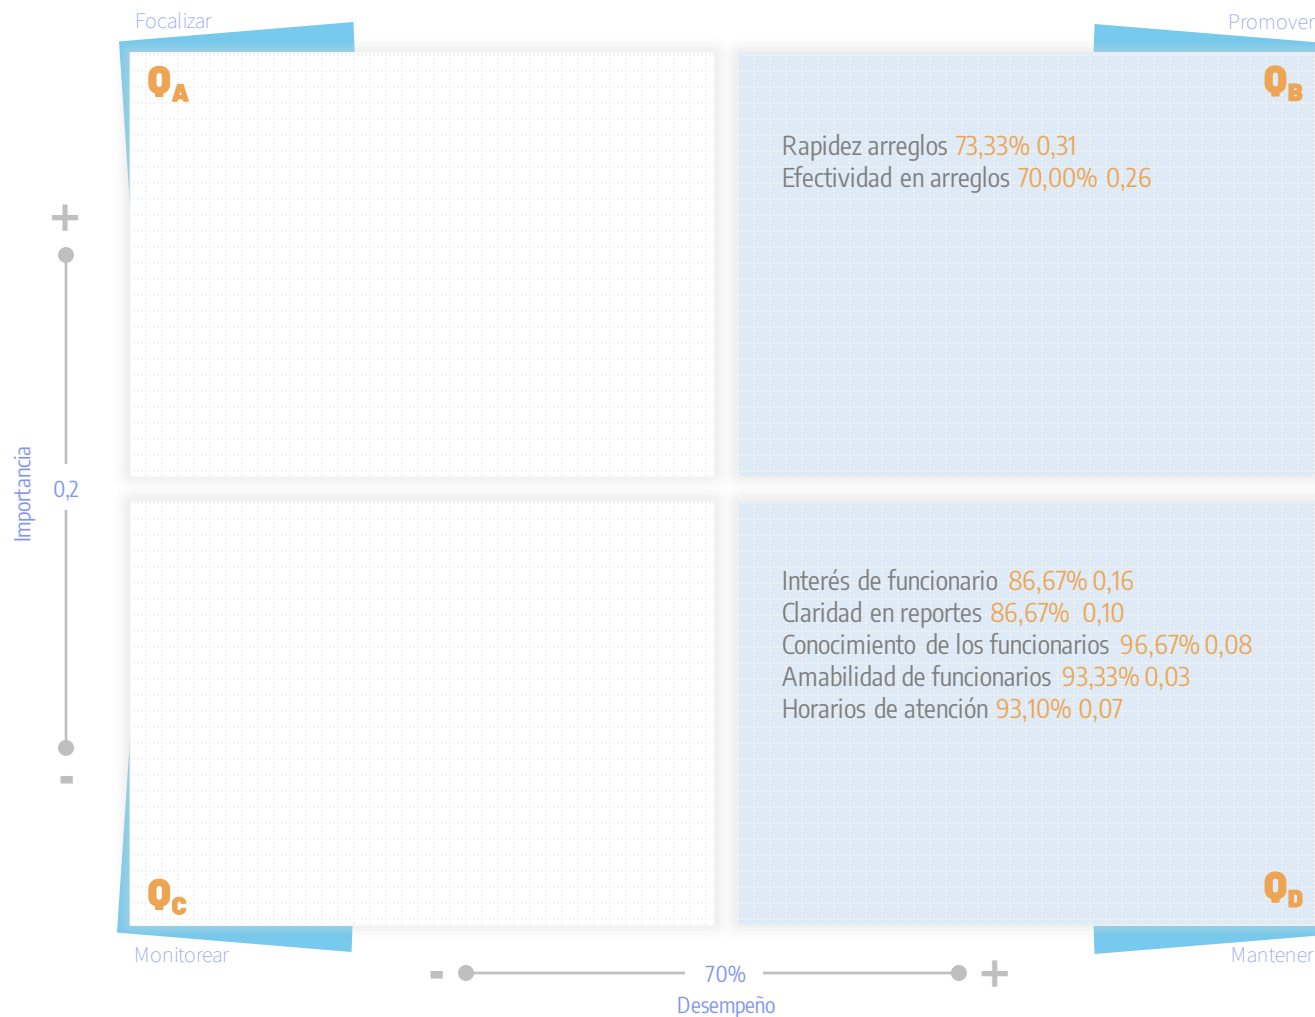 Focalizar
Promover
QA
QB
Rapidez arreglos 73,33% 0,31
Efectividad en arreglos 70,00% 0,26
+
Importancia
0,2
-
Interés de funcionario 86,67% 0,16
Claridad en reportes 86,67% 0,10
Conocimiento de los funcionarios 96,67% 0,08
Amabilidad de funcionarios 93,33% 0,03
Horarios de atención 93,10% 0,07
QC
QD
Monitorear
Mantener
- 70% +
Desempeño